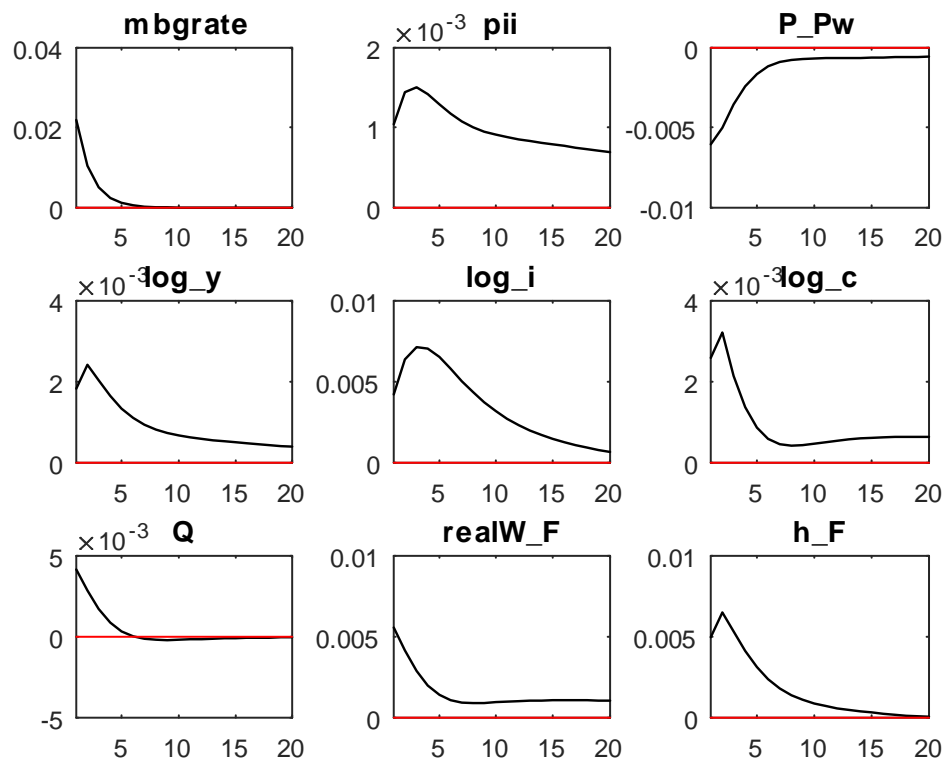 mbgrate
0.04
0.02
0
5 10 15 20
×10⁻³ pii
2
1
0
5 10 15 20
P_Pw
0
-0.005
-0.01
5 10 15 20
×10⁻³ log_y
4
2
0
5 10 15 20
log_i
0.01
0.005
0
5 10 15 20
×10⁻³ log_c
4
2
0
5 10 15 20
×10⁻³ Q
5
0
-5
5 10 15 20
realW_F
0.01
0.005
0
5 10 15 20
h_F
0.01
0.005
0
5 10 15 20